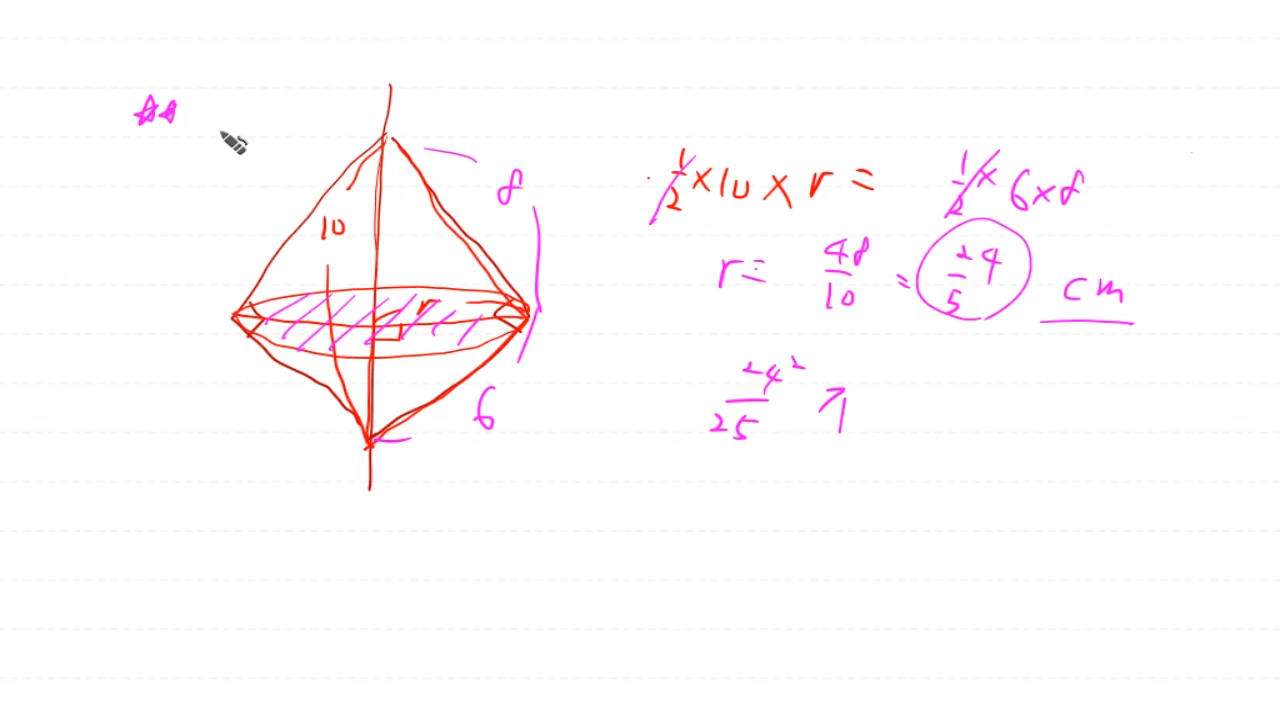 ☆☆
8
10
r
6
1/2 × 10 × r = 1/2 × 6 × 8
r = 48/10 = 24/5 cm
24²/25 π